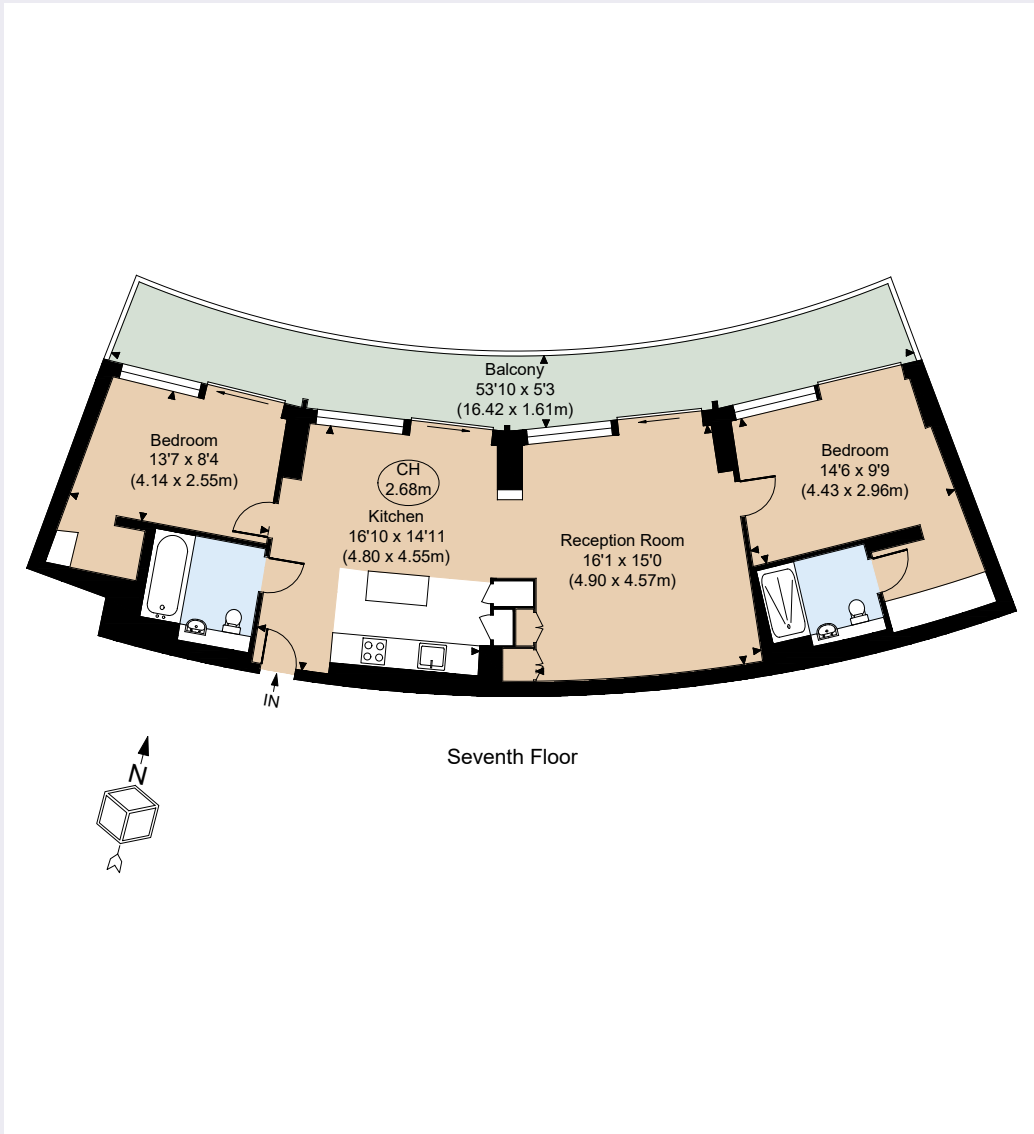 Balcony
53'10 x 5'3
(16.42 x 1.61m)
Bedroom
13'7 x 8'4
(4.14 x 2.55m)
CH
2.68m
Kitchen
16'10 x 14'11
(4.80 x 4.55m)
Reception Room
16'1 x 15'0
(4.90 x 4.57m)
Bedroom
14'6 x 9'9
(4.43 x 2.96m)
IN
Seventh Floor
N